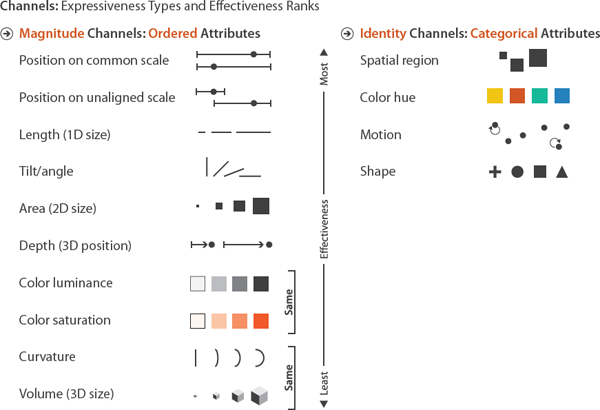 Channels: Expressiveness Types and Effectiveness Ranks
Magnitude Channels: Ordered Attributes
Position on common scale
Position on unaligned scale
Length (1D size)
Tilt/angle
Area (2D size)
Depth (3D position)
Color luminance
Color saturation
Curvature
Volume (3D size)
Same
Same
Most
Effectiveness
Least
Identity Channels: Categorical Attributes
Spatial region
Color hue
Motion
Shape